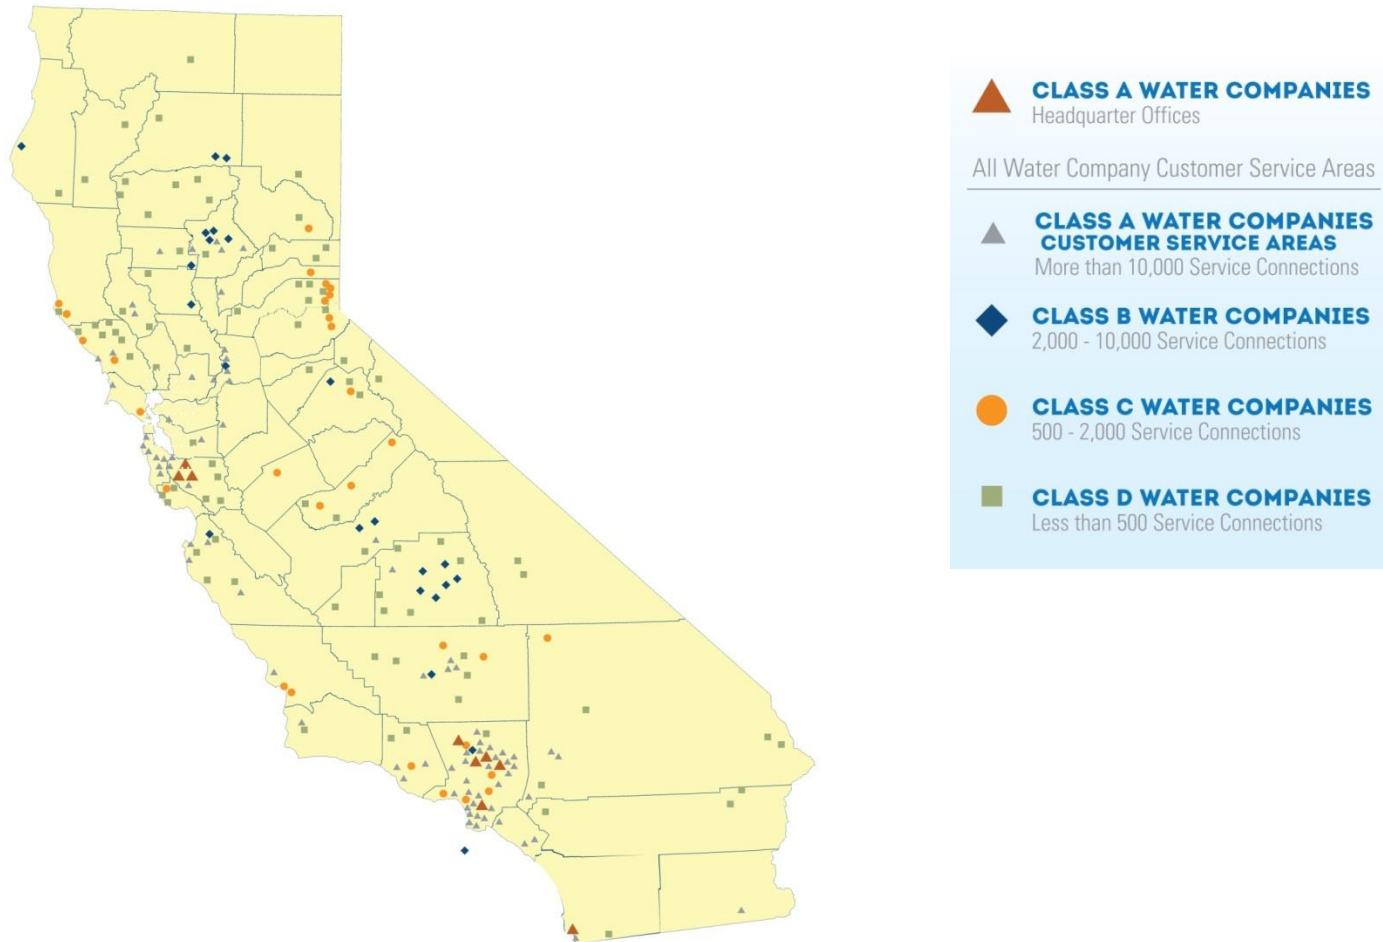 CLASS A WATER COMPANIES
Headquarter Offices
All Water Company Customer Service Areas
CLASS A WATER COMPANIES
CUSTOMER SERVICE AREAS
More than 10,000 Service Connections
CLASS B WATER COMPANIES
2,000 - 10,000 Service Connections
CLASS C WATER COMPANIES
500 - 2,000 Service Connections
CLASS D WATER COMPANIES
Less than 500 Service Connections